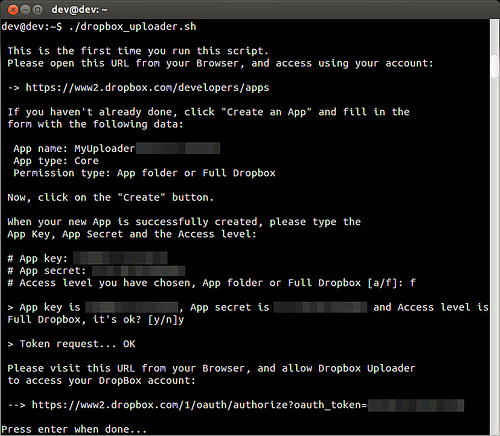 dev@dev: ~
dev@dev:~$ ./dropbox_uploader.sh
This is the first time you run this script.
Please open this URL from your Browser, and access using your account:
-> https://www2.dropbox.com/developers/apps
If you haven't already done, click "Create an App" and fill in the
form with the following data:
App name: MyUploader
App type: Core
Permission type: App folder or Full Dropbox
Now, click on the "Create" button.
When your new App is successfully created, please type the
App Key, App Secret and the Access level:
# App key:
# App secret:
# Access level you have chosen, App folder or Full Dropbox [a/f]: f
> App key is , App secret is and Access level is
Full Dropbox, it's ok? [y/n]y
> Token request... OK
Please visit this URL from your Browser, and allow Dropbox Uploader
to access your DropBox account:
--> https://www2.dropbox.com/1/oauth/authorize?oauth_token=
Press enter when done...